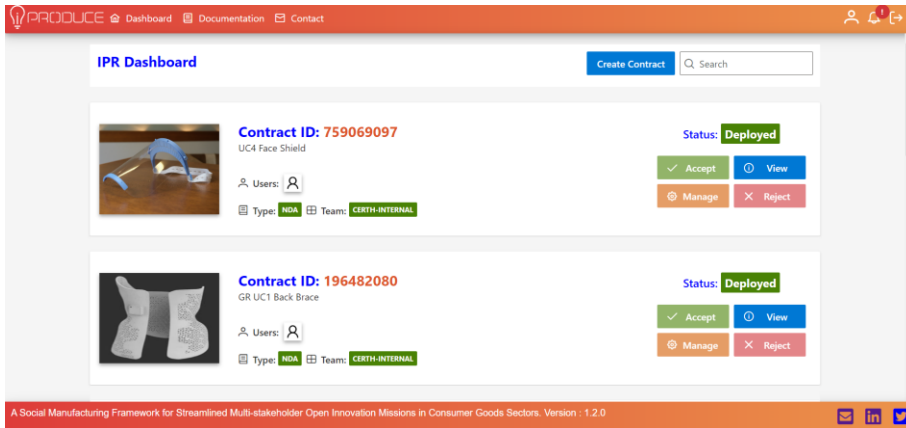 PRODUCE Dashboard Documentation Contact
!
IPR Dashboard
Create Contract
Search
Contract ID: 759069097
UC4 Face Shield
Users:
Type: NDA Team: CERTH-INTERNAL
Status: Deployed
Accept
View
Manage
Reject
Contract ID: 196482080
GR UC1 Back Brace
Users:
Type: NDA Team: CERTH-INTERNAL
Status: Deployed
Accept
View
Manage
Reject
A Social Manufacturing Framework for Streamlined Multi-stakeholder Open Innovation Missions in Consumer Goods Sectors. Version : 1.2.0
in